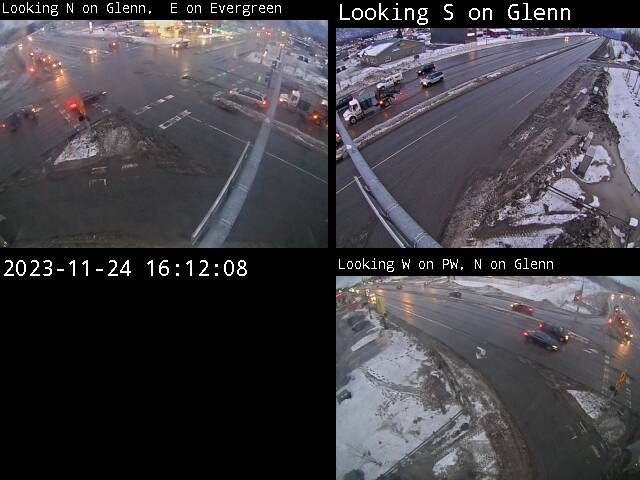 Looking N on Glenn,  E on Evergreen
Looking S on Glenn
2023-11-24 16:12:08
Looking W on PW, N on Glenn